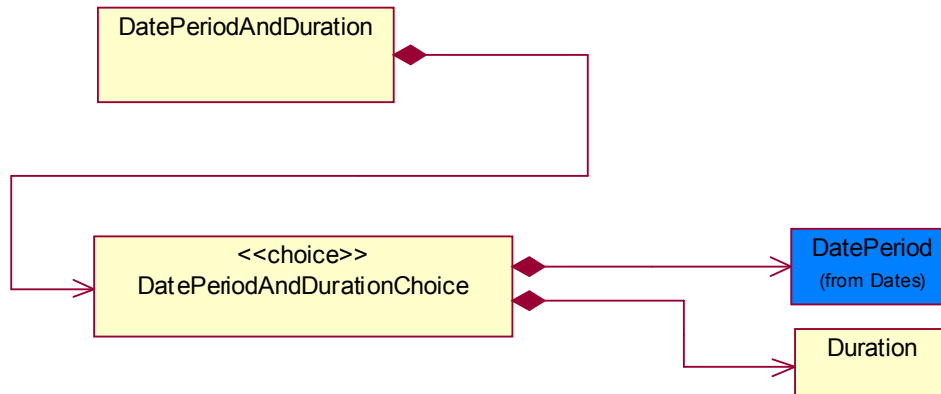 DatePeriodAndDuration
<<choice>>
DatePeriodAndDurationChoice
DatePeriod
(from Dates)
Duration